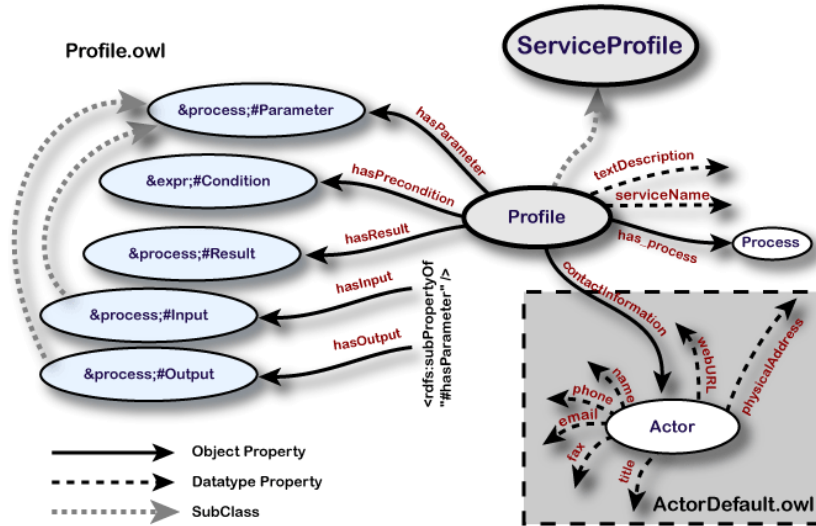 ServiceProfile
Profile.owl
&process;#Parameter
hasParameter
textDescription
&expr;#Condition
hasPrecondition
serviceName
Profile
hasResult
has_process
Process
&process;#Result
contactInformation
hasInput
<rdfs:subPropertyOf
"#hasParameter" />
&process;#Input
hasOutput
webURL
physicalAddress
name
phone
&process;#Output
email
Actor
fax
title
Object Property
Datatype Property
SubClass
ActorDefault.owl